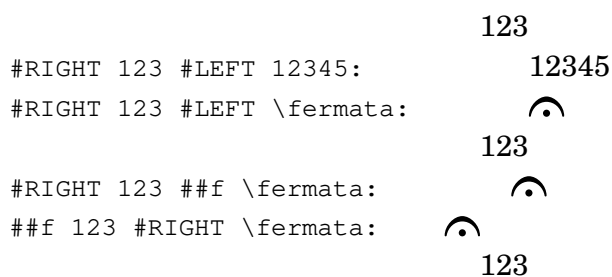 123
#RIGHT 123 #LEFT 12345: 12345
#RIGHT 123 #LEFT \fermata:
123
#RIGHT 123 ##f \fermata:
##f 123 #RIGHT \fermata:
123